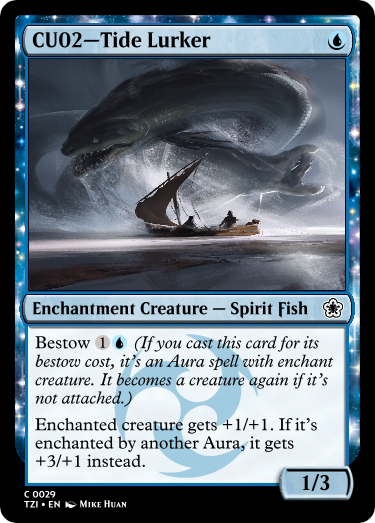 CU02—Tide Lurker
Enchantment Creature — Spirit Fish
Bestow 1 (If you cast this card for its
bestow cost, it's an Aura spell with enchant
creature. It becomes a creature again if it's
not attached.)
Enchanted creature gets +1/+1. If it's
enchanted by another Aura, it gets
+3/+1 instead.
1/3
C 0029
TZI • EN Mike Huan